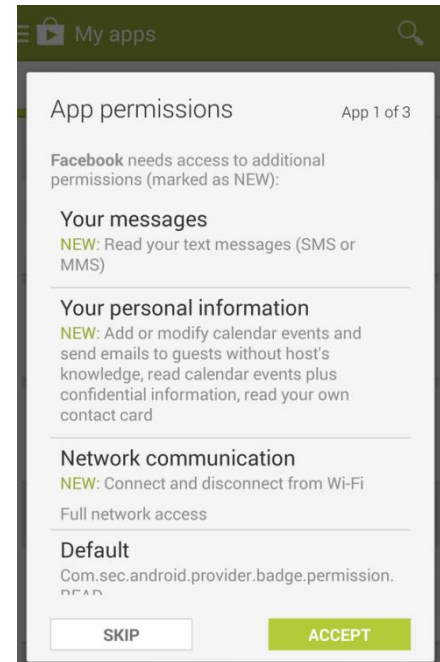 My apps
App permissions
App 1 of 3
Facebook needs access to additional
permissions (marked as NEW):
Your messages
NEW: Read your text messages (SMS or
MMS)
Your personal information
NEW: Add or modify calendar events and
send emails to guests without host's
knowledge, read calendar events plus
confidential information, read your own
contact card
Network communication
NEW: Connect and disconnect from Wi-Fi
Full network access
Default
Com.sec.android.provider.badge.permission.
READ
SKIP
ACCEPT